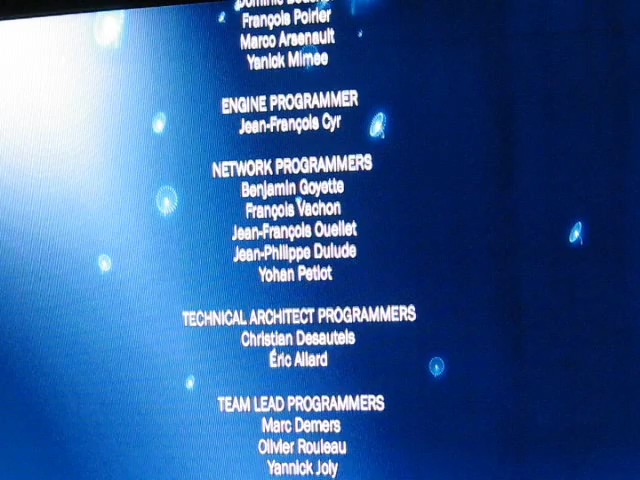 Dominic
François Poirier
Marco Arsenault
Yanick Mimee
ENGINE PROGRAMMER
Jean-François Cyr
NETWORK PROGRAMMERS
Benjamin Goyette
François Vachon
Jean-François Ouellet
Jean-Philippe Dulude
Yohan Petiot
TECHNICAL ARCHITECT PROGRAMMERS
Christian Desautels
Éric Allard
TEAM LEAD PROGRAMMERS
Marc Demers
Olivier Rouleau
Yannick Joly